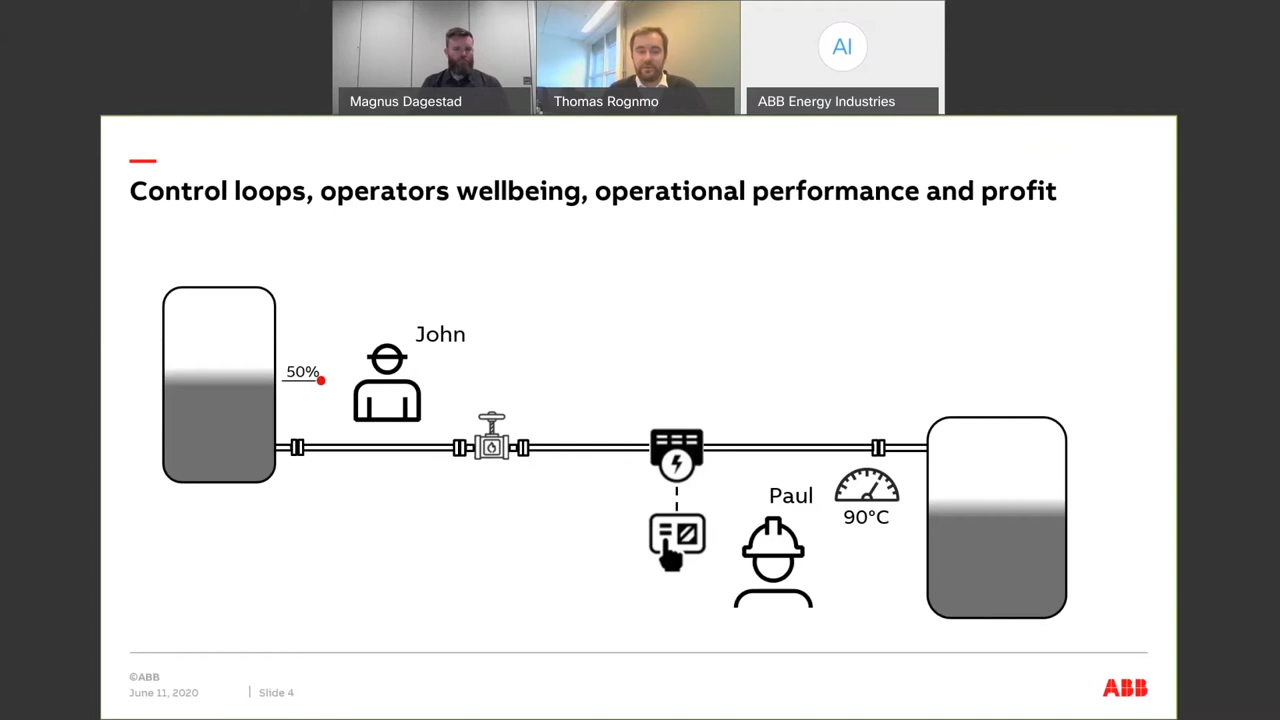 AI
Magnus Dagestad
Thomas Rognmo
ABB Energy Industries
Control loops, operators wellbeing, operational performance and profit
John
50%
Paul
90°C
©ABB
June 11, 2020
Slide 4
ABB